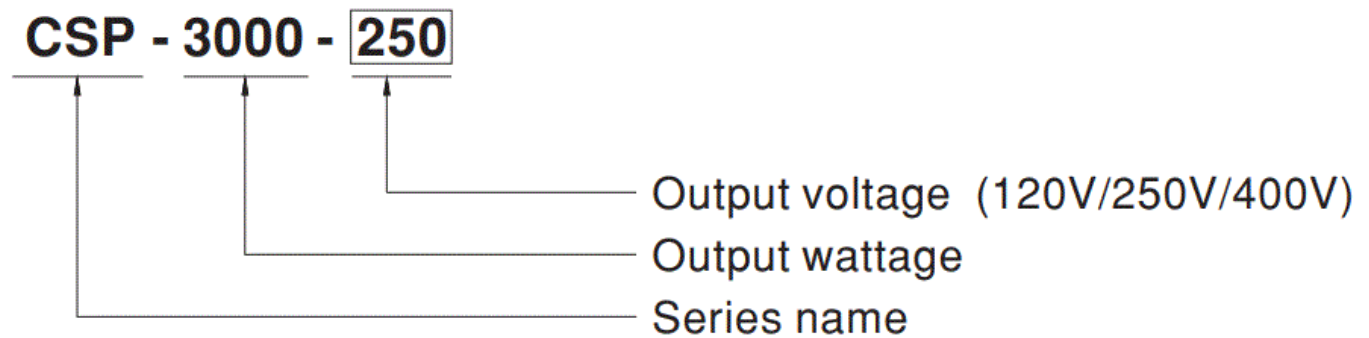 CSP - 3000 - 250
Output voltage (120V/250V/400V)
Output wattage
Series name